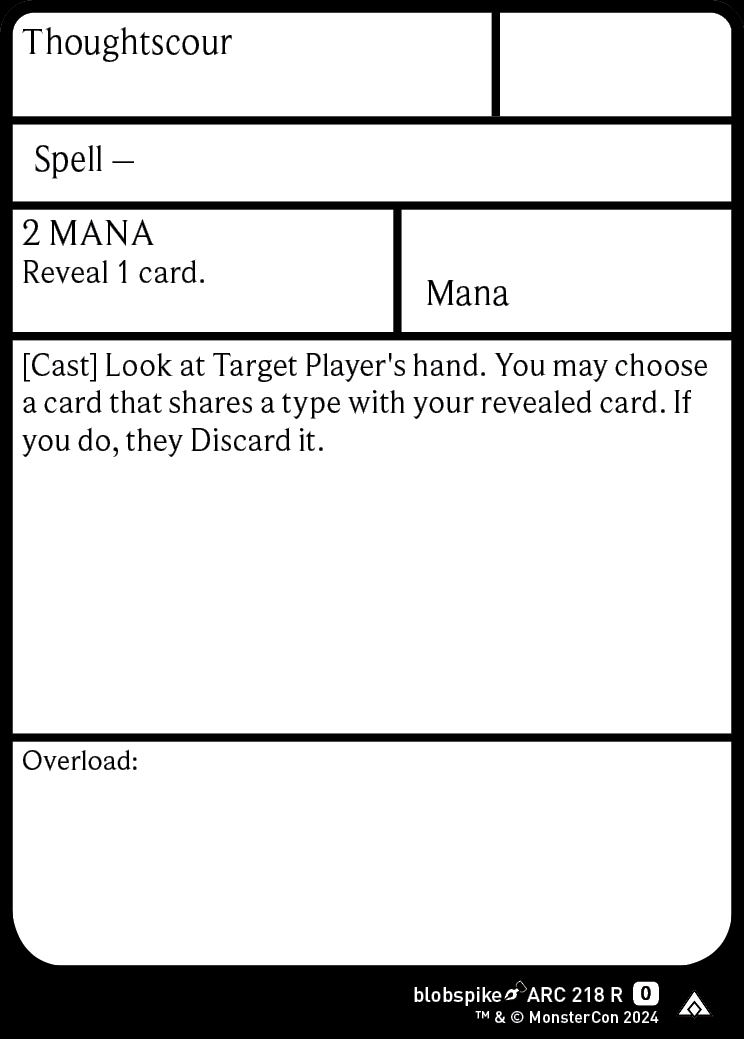 Thoughtscour
Spell –
2 MANA
Reveal 1 card.
Mana
[Cast] Look at Target Player's hand. You may choose
a card that shares a type with your revealed card. If
you do, they Discard it.
Overload:
blobspike ARC 218 R 0
™ & © MonsterCon 2024